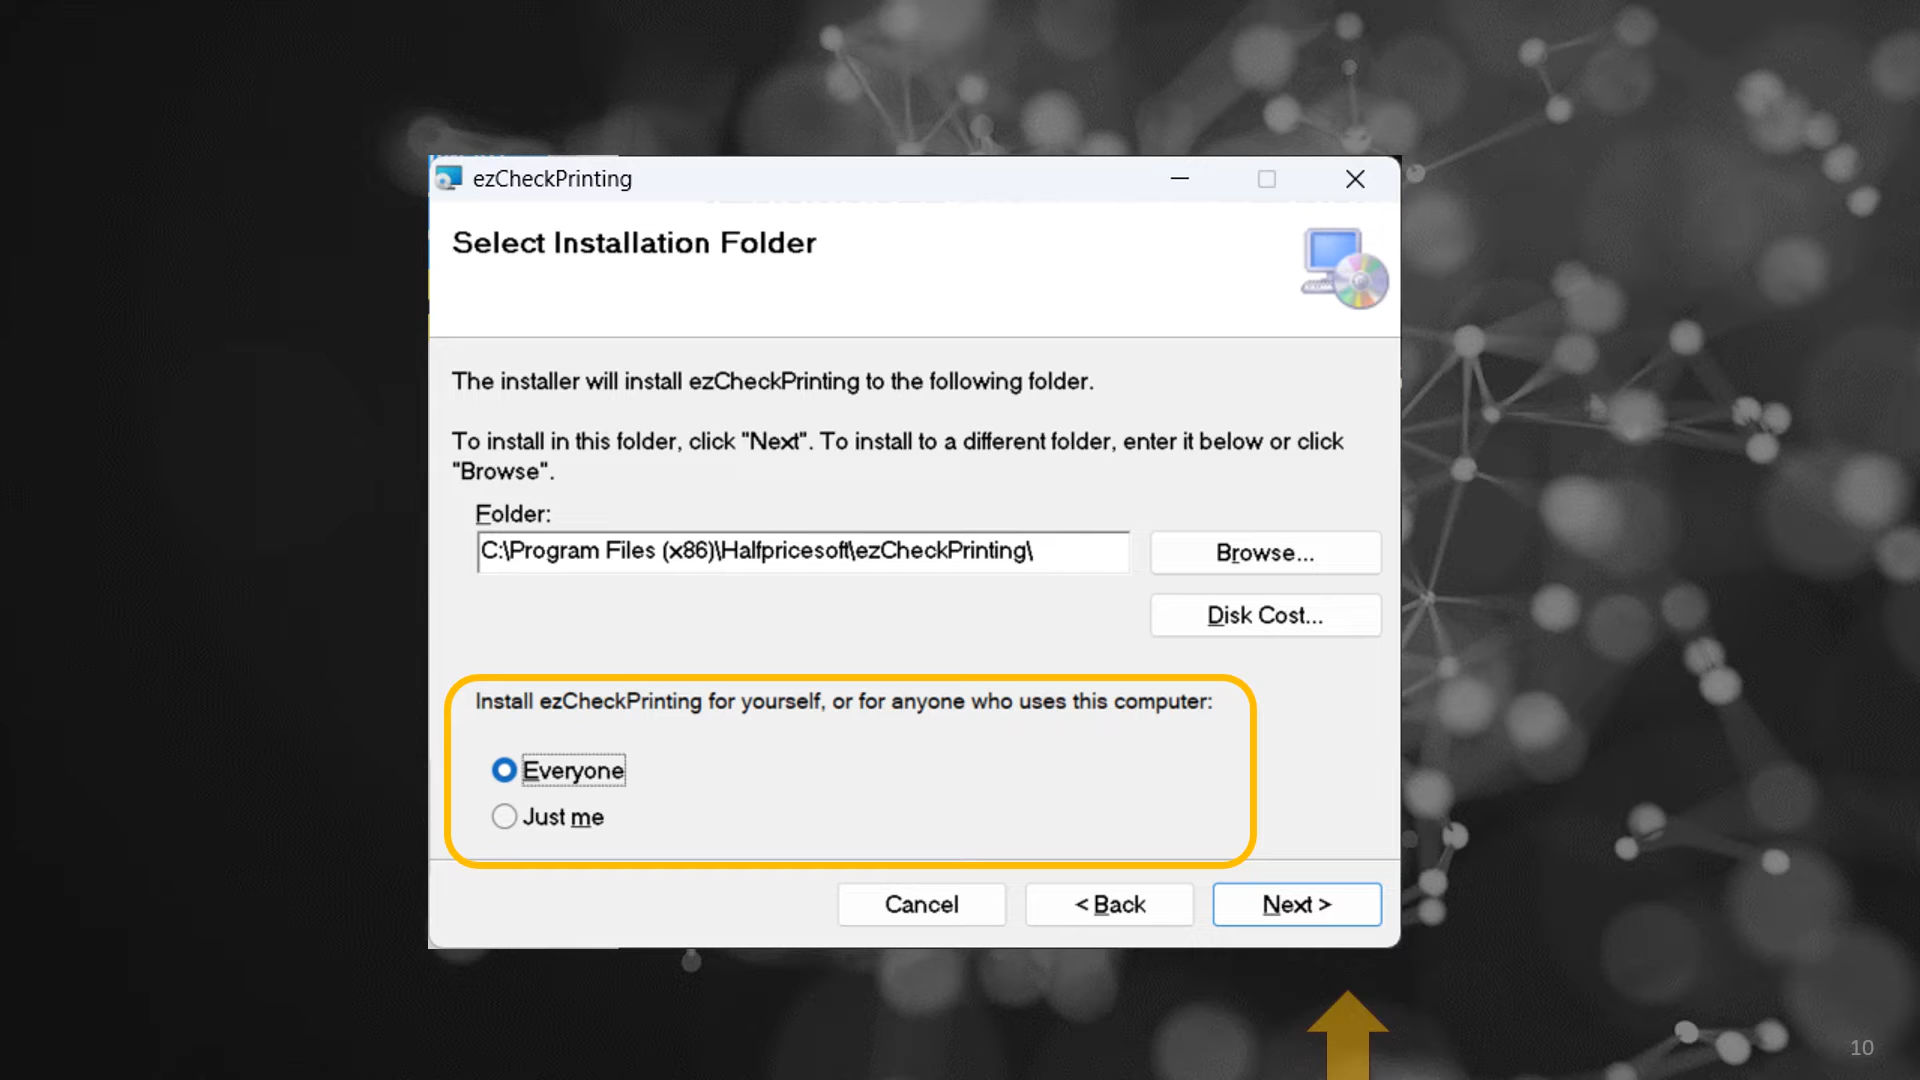 ezCheckPrinting
Select Installation Folder
The installer will install ezCheckPrinting to the following folder.
To install in this folder, click "Next". To install to a different folder, enter it below or click
"Browse".
Folder:
C:\Program Files (x86)\Halfpricesoft\ezCheckPrinting\
Browse...
Disk Cost...
Install ezCheckPrinting for yourself, or for anyone who uses this computer:
Everyone
Just me
Cancel
< Back
Next >
10